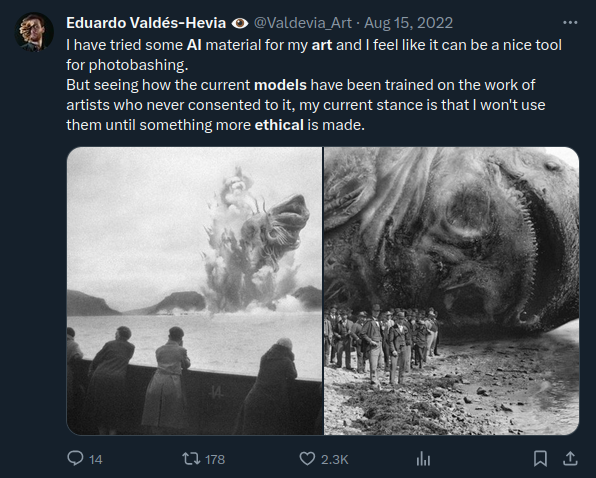 Eduardo Valdés-Hevia 👁 @Valdevia_Art · Aug 15, 2022
I have tried some AI material for my art and I feel like it can be a nice tool
for photobashing.
But seeing how the current models have been trained on the work of
artists who never consented to it, my current stance is that I won't use
them until something more ethical is made.
14 178 2.3K